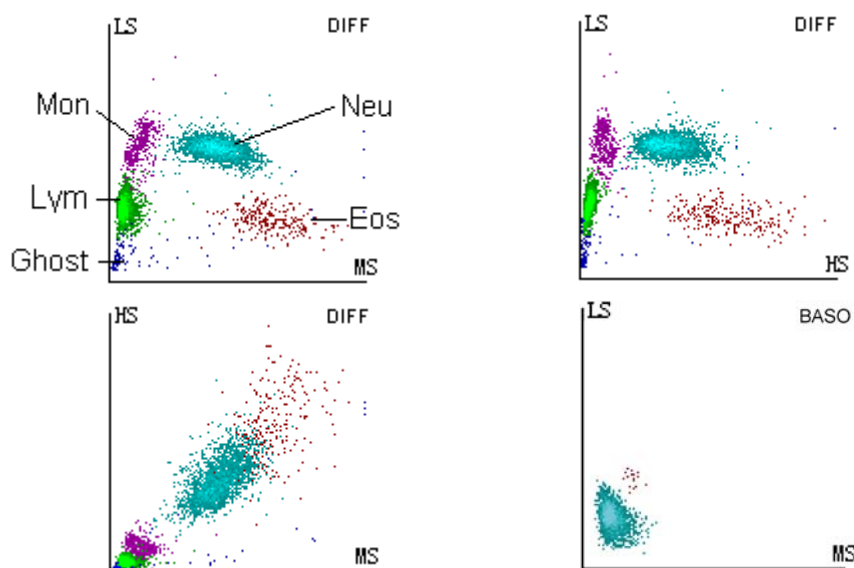 LS DIFF
Mon Neu
Lym Eos
Ghost MS
LS DIFF
HS
HS DIFF
MS
LS BASO
MS